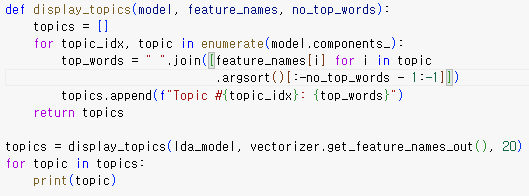 def display_topics(model, feature_names, no_top_words):
    topics = []
    for topic_idx, topic in enumerate(model.components_):
        top_words = " ".join([feature_names[i] for i in topic
                             .argsort()[:-no_top_words - 1:-1]])
        topics.append(f"Topic #{topic_idx}: {top_words}")
    return topics

topics = display_topics(lda_model, vectorizer.get_feature_names_out(), 20)
for topic in topics:
    print(topic)